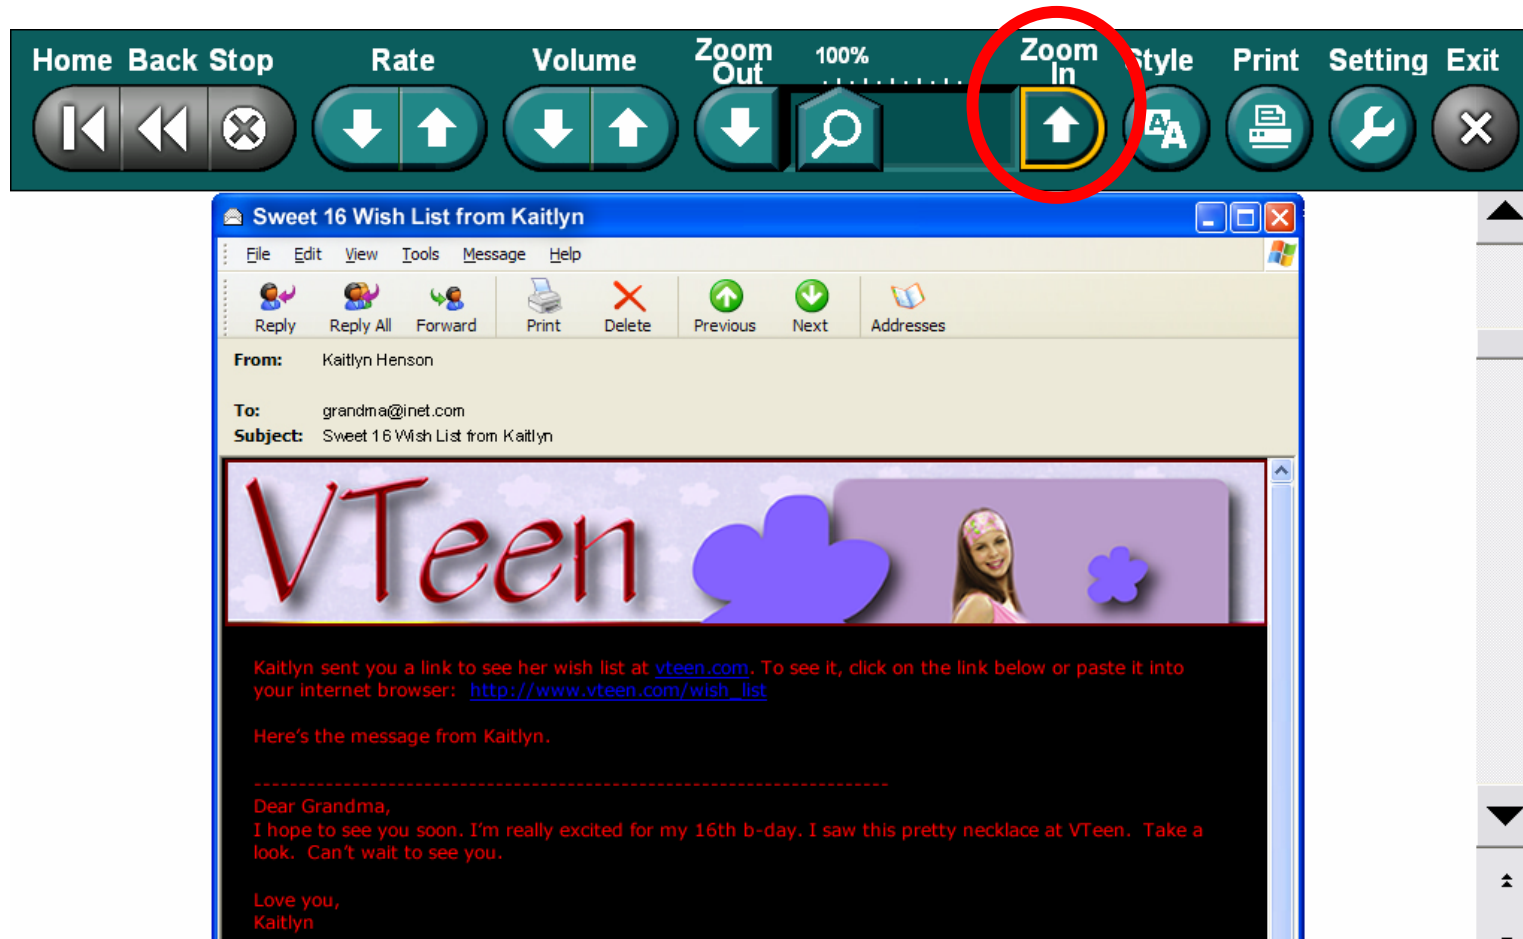 Home Back Stop Rate Volume Zoom Out 100% Zoom In Style Print Setting Exit
Sweet 16 Wish List from Kaitlyn
File Edit View Tools Message Help
Reply Reply All Forward Print Delete Previous Next Addresses
From: Kaitlyn Henson
To: grandma@inet.com
Subject: Sweet 16 Wish List from Kaitlyn
VTeen
Kaitlyn sent you a link to see her wish list at vteen.com. To see it, click on the link below or paste it into
your internet browser: http://www.vteen.com/wish_list
Here's the message from Kaitlyn.
------------------------------------------------------------------------
Dear Grandma,
I hope to see you soon. I'm really excited for my 16th b-day. I saw this pretty necklace at VTeen. Take a
look. Can't wait to see you.
Love you,
Kaitlyn